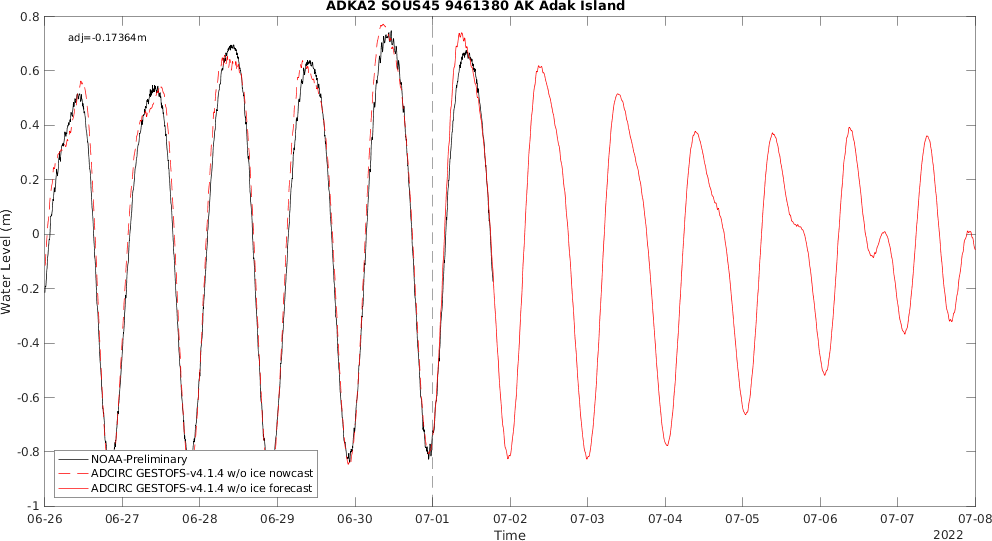 ADKA2 SOUS45 9461380 AK Adak Island
adj=-0.17364m
0.8
0.6
0.4
0.2
0
-0.2
-0.4
-0.6
-0.8
-1
Water Level (m)
NOAA-Preliminary
ADCIRC GESTOFS-v4.1.4 w/o ice nowcast
ADCIRC GESTOFS-v4.1.4 w/o ice forecast
06-26 06-27 06-28 06-29 06-30 07-01 07-02 07-03 07-04 07-05 07-06 07-07 07-08
Time
2022